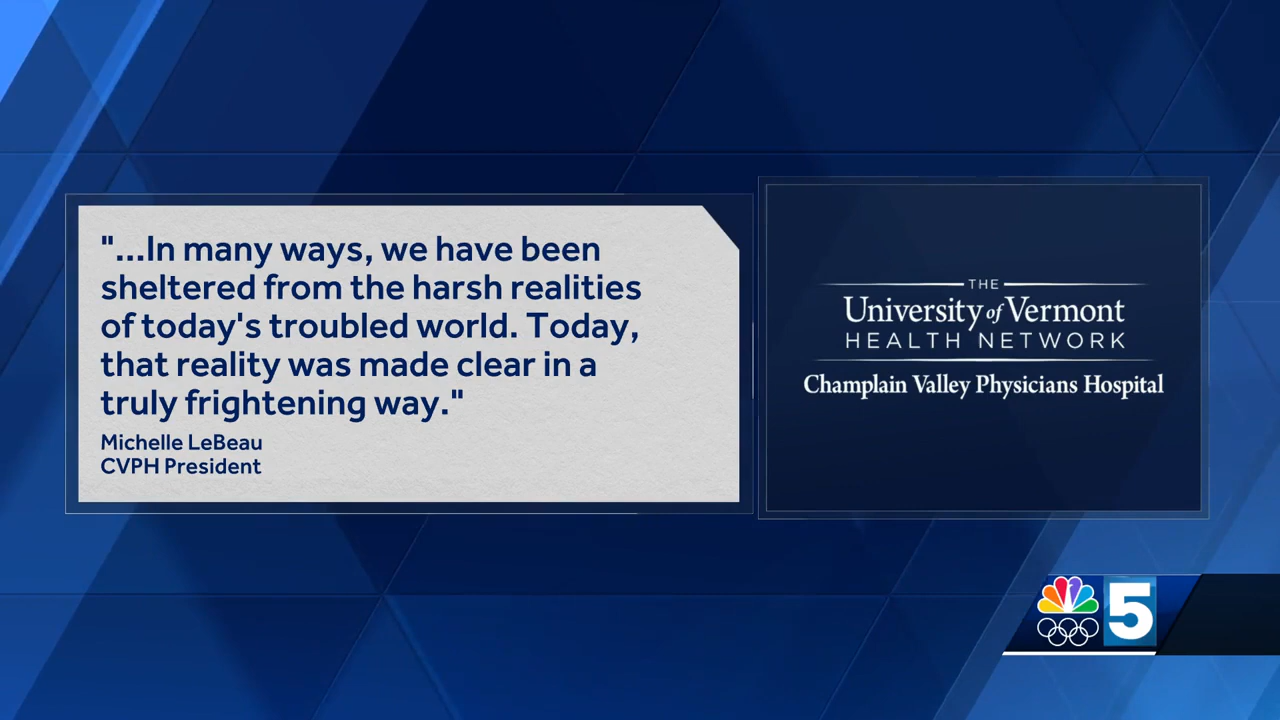 "...In many ways, we have been
sheltered from the harsh realities
of today's troubled world. Today,
that reality was made clear in a
truly frightening way."
Michelle LeBeau
CVPH President
THE
University of Vermont
HEALTH NETWORK
Champlain Valley Physicians Hospital
5